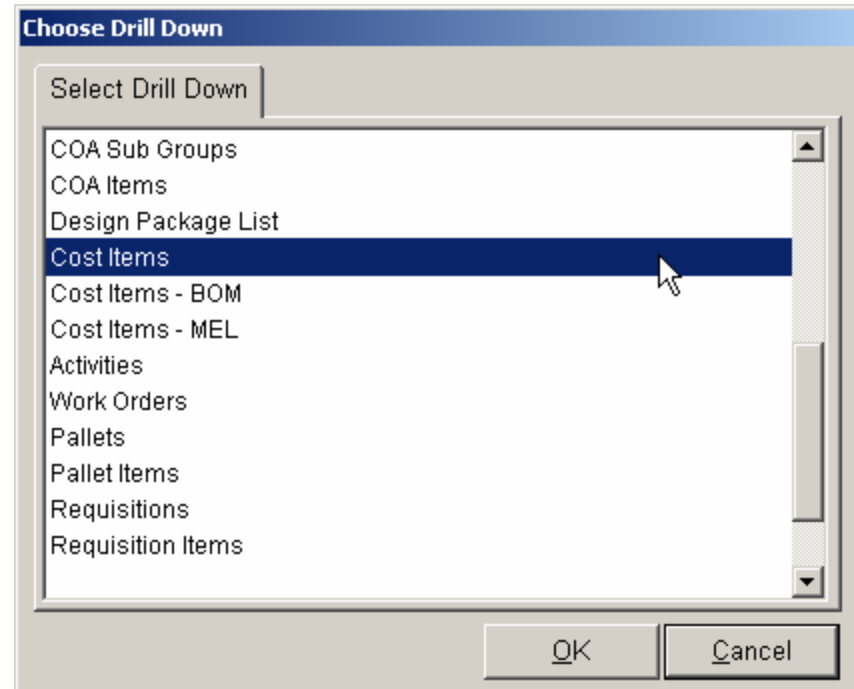 Choose Drill Down
Select Drill Down
COA Sub Groups
COA Items
Design Package List
Cost Items
Cost Items - BOM
Cost Items - MEL
Activities
Work Orders
Pallets
Pallet Items
Requisitions
Requisition Items
OK
Cancel